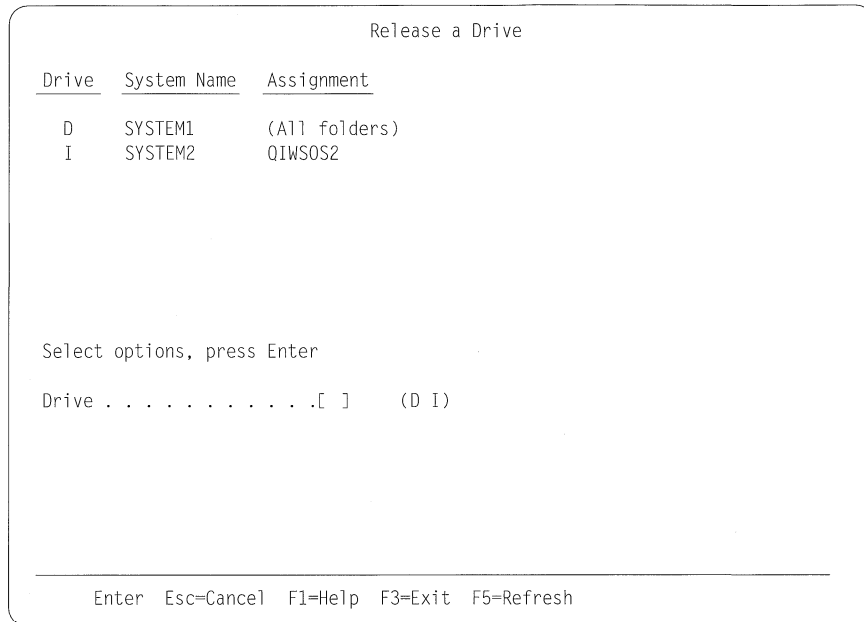 Release a Drive
Drive System Name Assignment
D SYSTEM1 (All folders)
I SYSTEM2 QIWSOS2
Select options, press Enter
Drive . . . . . . . . . . . .[ ] (D I)
Enter Esc=Cancel F1=Help F3=Exit F5=Refresh